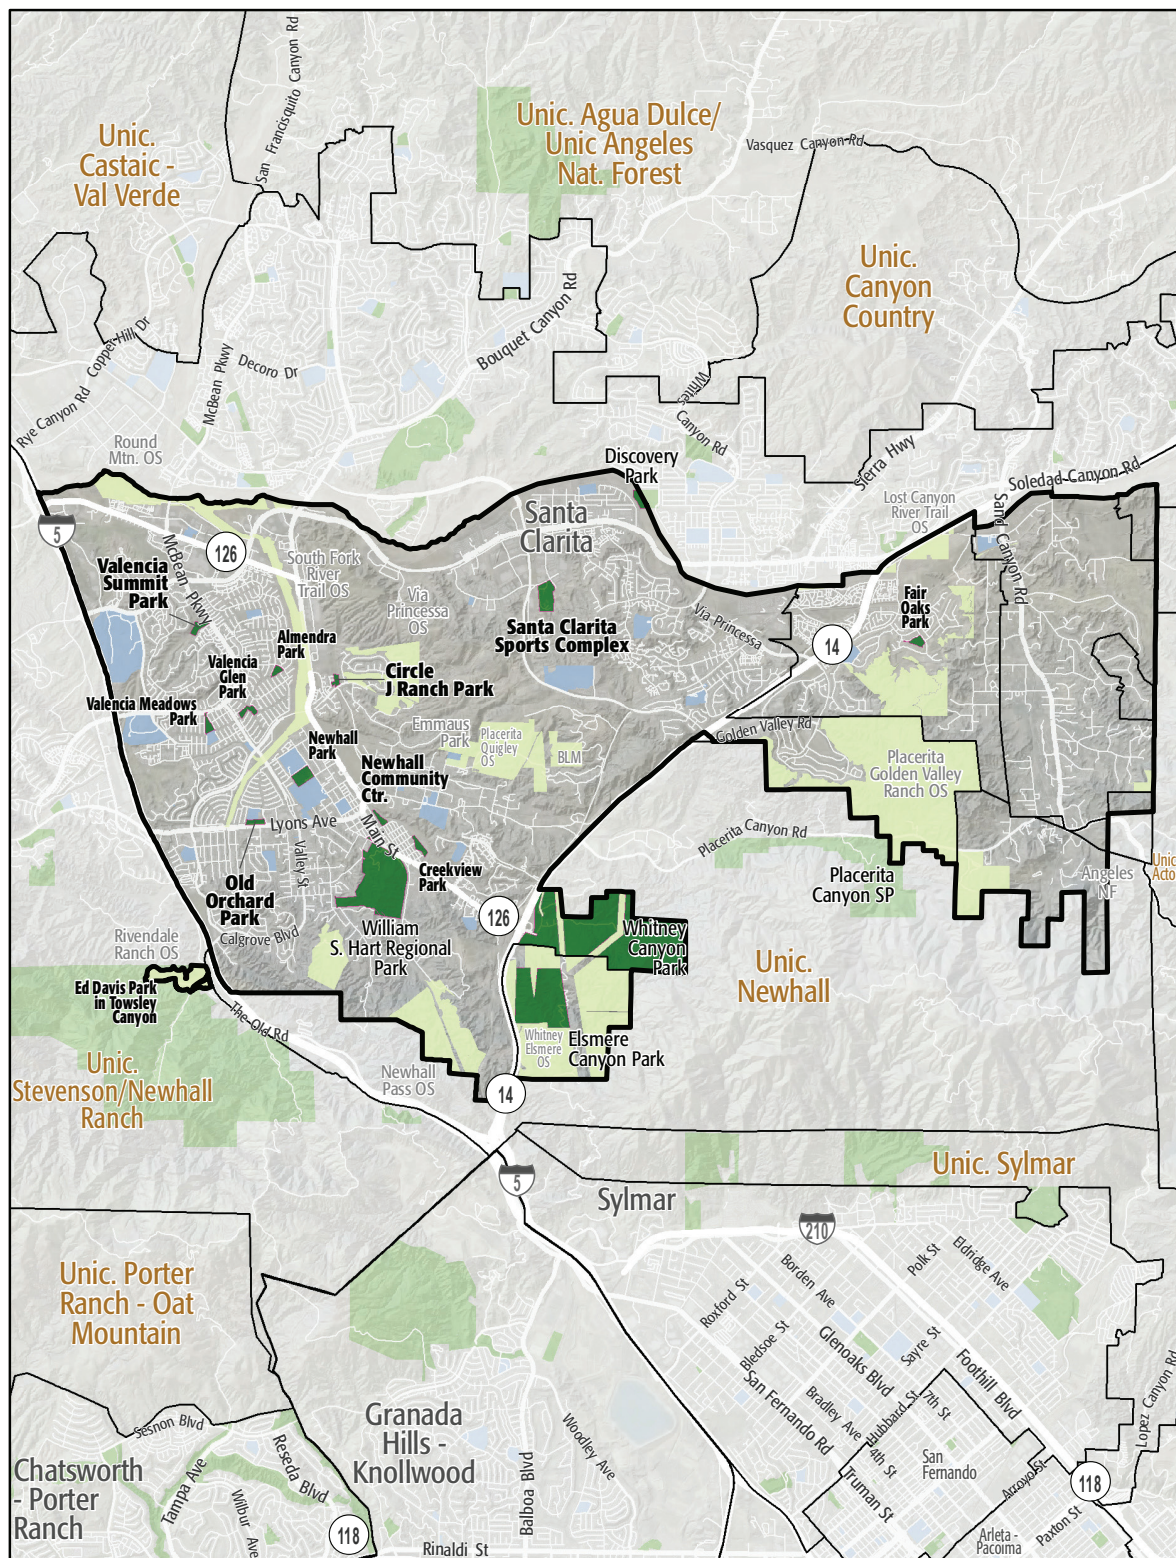 San Francisquito Canyon Rd
Unic.
Castaic -
Val Verde
Unic. Agua Dulce/
Unic Angeles
Nat. Forest
Vasquez Canyon Rd
Unic.
Canyon
Country
Bouquet Canyon Rd
Copper Hill Dr
Rye Canyon Rd
McBean Pkwy
Decoro Dr
Whites
Canyon Rd
Sierra Hwy
Soledad Canyon Rd
Round
Mtn. OS
Discovery
Park
Lost Canyon
River Trail
OS
Sand Canyon Rd
Santa
Clarita
5
126
McBean Pkwy
Valencia
Summit
Park
South Fork
River
Trail OS
Via
Princessa
OS
Santa Clarita
Sports Complex
Via Princessa
Fair
Oaks
Park
14
Almendra
Park
Valencia
Glen
Park
Circle
J Ranch Park
Valencia Meadows
Park
Newhall
Park
Emmaus
Park
Placerita
Quigley
OS
BLM
Golden Valley Rd
Newhall
Community
Ctr.
Placerita
Golden Valley
Ranch OS
Lyons Ave
Main St
Valley St
Placerita Canyon Rd
Creekview
Park
Placerita
Canyon SP
Angeles
NF
Unic.
Acton
Old
Orchard
Park
126
Calgrove Blvd
William
S. Hart Regional
Park
Whitney
Canyon
Park
Rivendale
Ranch OS
Unic.
Newhall
Ed Davis Park
in Towsley
Canyon
The Old Rd
Whitney
Elsmere
OS
Elsmere
Canyon Park
Unic.
Stevenson/Newhall
Ranch
Newhall
Pass OS
14
5
Unic. Sylmar
Sylmar
210
Unic. Porter
Ranch - Oat
Mountain
Polk St
Eldridge Ave
Borden Ave
Roxford St
Bledsoe St
Glenoaks Blvd
Sayre St
Foothill Blvd
San Fernando Rd
Bradley Ave
Hubbard St
7th St
4th St
Truman St
San
Fernando
Arroyo St
Paxton St
Lopez Canyon Rd
118
Arleta -
Pacoima
Granada
Hills -
Knollwood
Woodley Ave
Balboa Blvd
Rinaldi St
Sesnon Blvd
Reseda Blvd
Tampa Ave
Wilbur Ave
118
Chatsworth
- Porter
Ranch